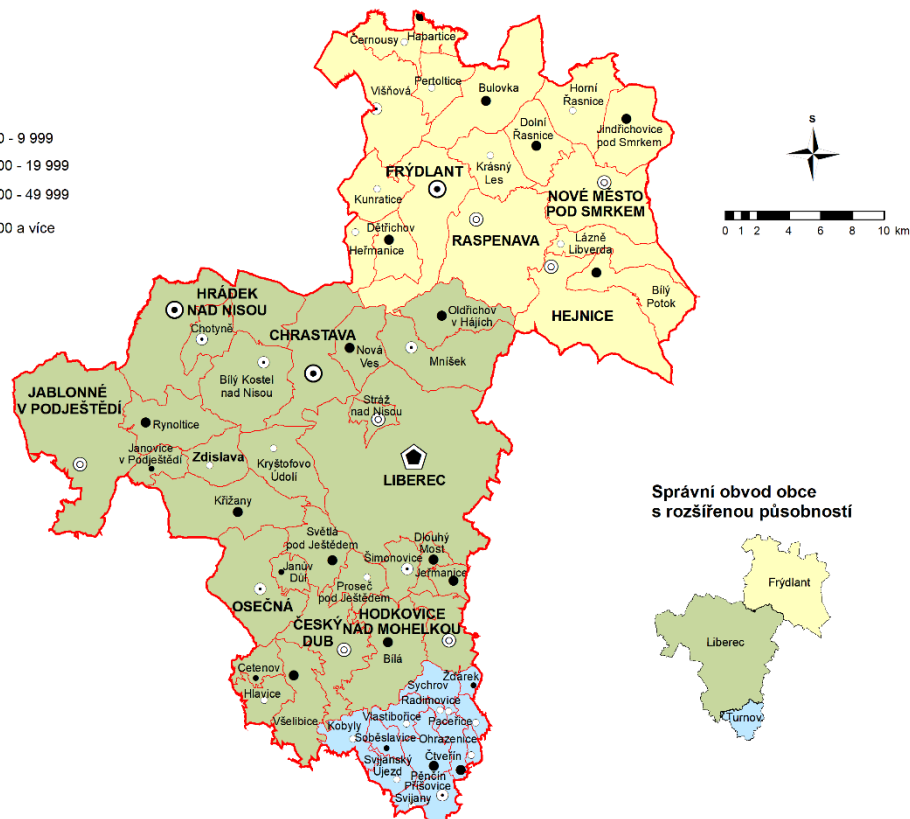 0 - 9 999
00 - 19 999
00 - 49 999
00 a více
Černousy
Habartice
Pertoltice
Višňová
Bulovka
Horní
Řasnice
Dolní
Řasnice
Jindřichovice
pod Smrkem
Krásný
Les
FRÝDLANT
Kunratice
NOVÉ MĚSTO
POD SMRKEM
Dětřichov
Heřmanice
RASPENAVA
Lázně
Libverda
Bílý
Potok
HEJNICE
S
0 1 2 4 6 8 10 km
HRÁDEK
NAD NISOU
Chotyně
CHRASTAVA
Oldřichov
v Hájích
Nová
Ves
Mníšek
Bílý Kostel
nad Nisou
JABLONNÉ
V PODJEŠTĚDÍ
Stráž
nad Nisou
Rynoltice
Janovice
v Podještědí
Zdislava
Kryštofovo
Údolí
LIBEREC
Křižany
Světlá
pod Ještědem
Dlouhý
Most
Šimonovice
Jeřmanice
Janův
Důl
Proseč
pod Ještědem
OSEČNÁ
HODKOVICE
NAD MOHELKOU
ČESKÝ
DUB
Bílá
Cetenov
Hlavice
Všelibice
Žďárek
Sychrov
Radimovice
Vlastibořice
Paceřice
Kobyly
Soběslavice
Ohrazenice
Svijanský
Újezd
Čtveřín
Pěnčín
Příšovice
Svijany
Správní obvod obce
s rozšířenou působností
Frýdlant
Liberec
Turnov